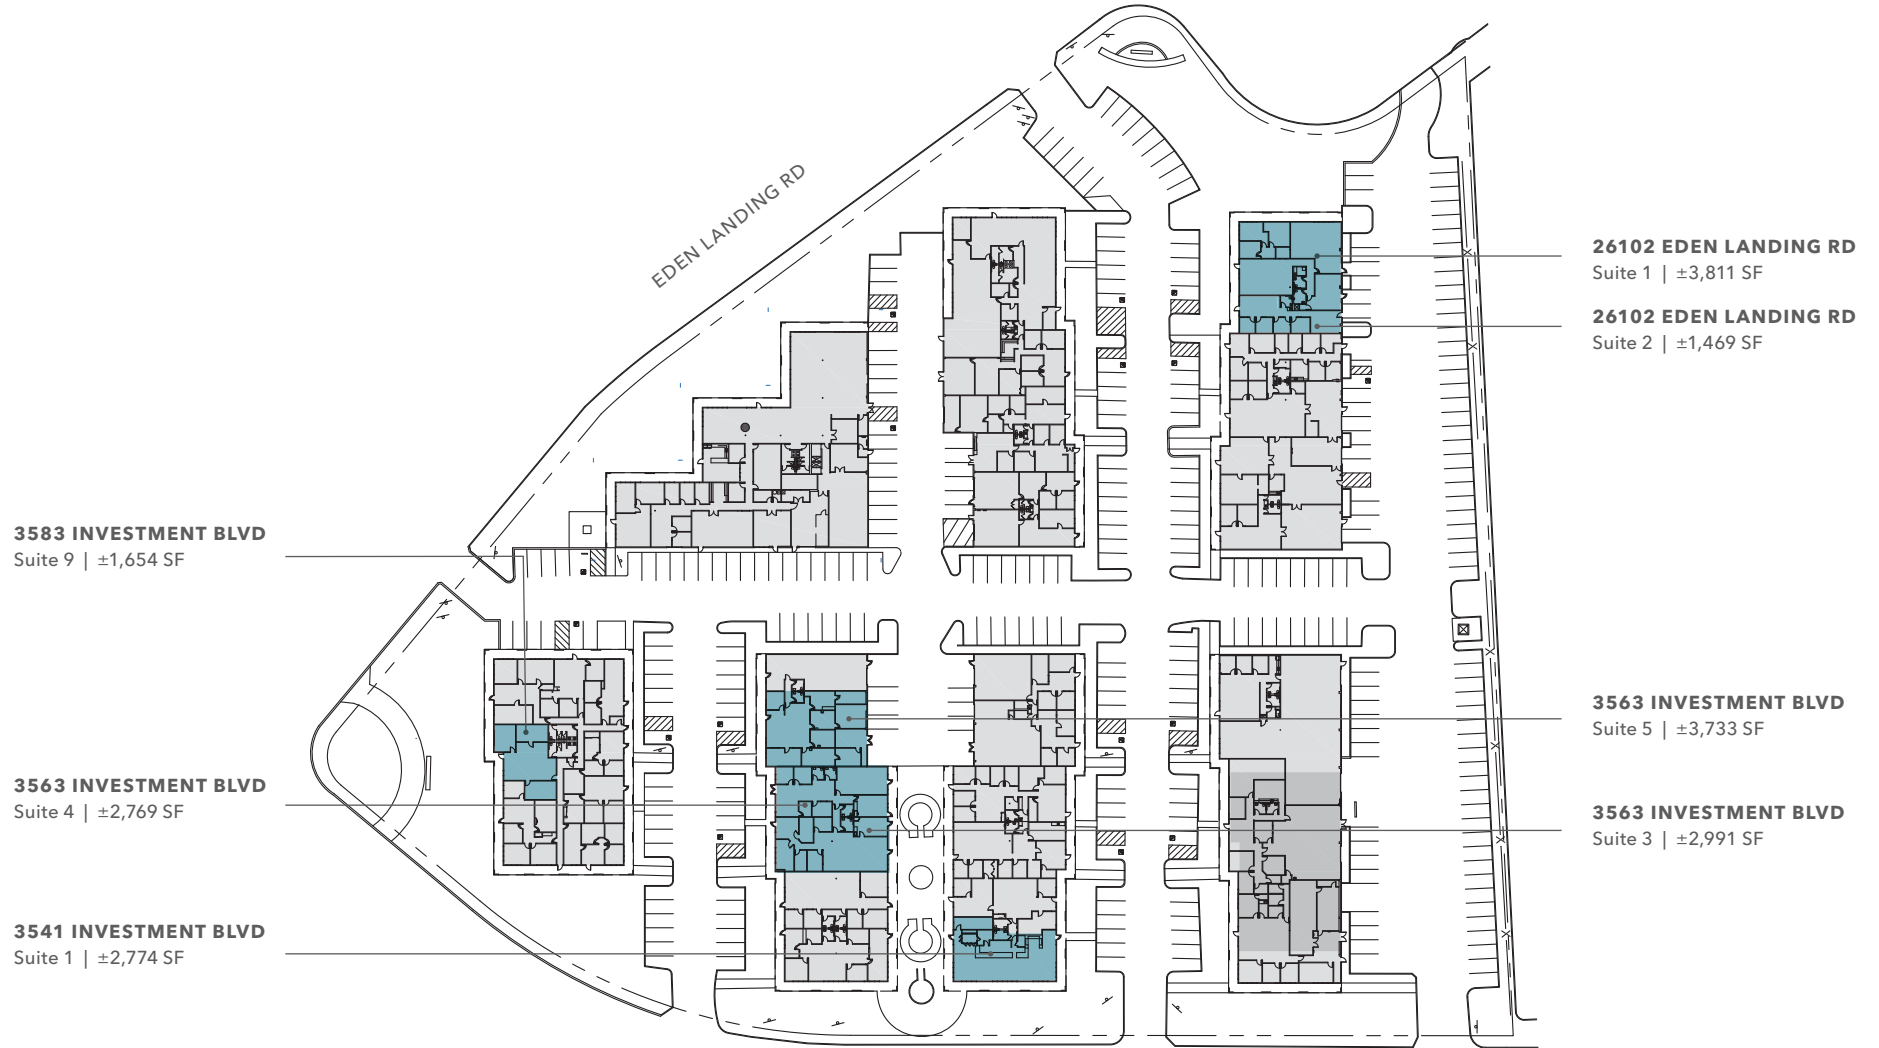 EDEN LANDING RD
26102 EDEN LANDING RD
Suite 1 | ±3,811 SF
26102 EDEN LANDING RD
Suite 2 | ±1,469 SF
3583 INVESTMENT BLVD
Suite 9 | ±1,654 SF
3563 INVESTMENT BLVD
Suite 5 | ±3,733 SF
3563 INVESTMENT BLVD
Suite 4 | ±2,769 SF
3563 INVESTMENT BLVD
Suite 3 | ±2,991 SF
3541 INVESTMENT BLVD
Suite 1 | ±2,774 SF